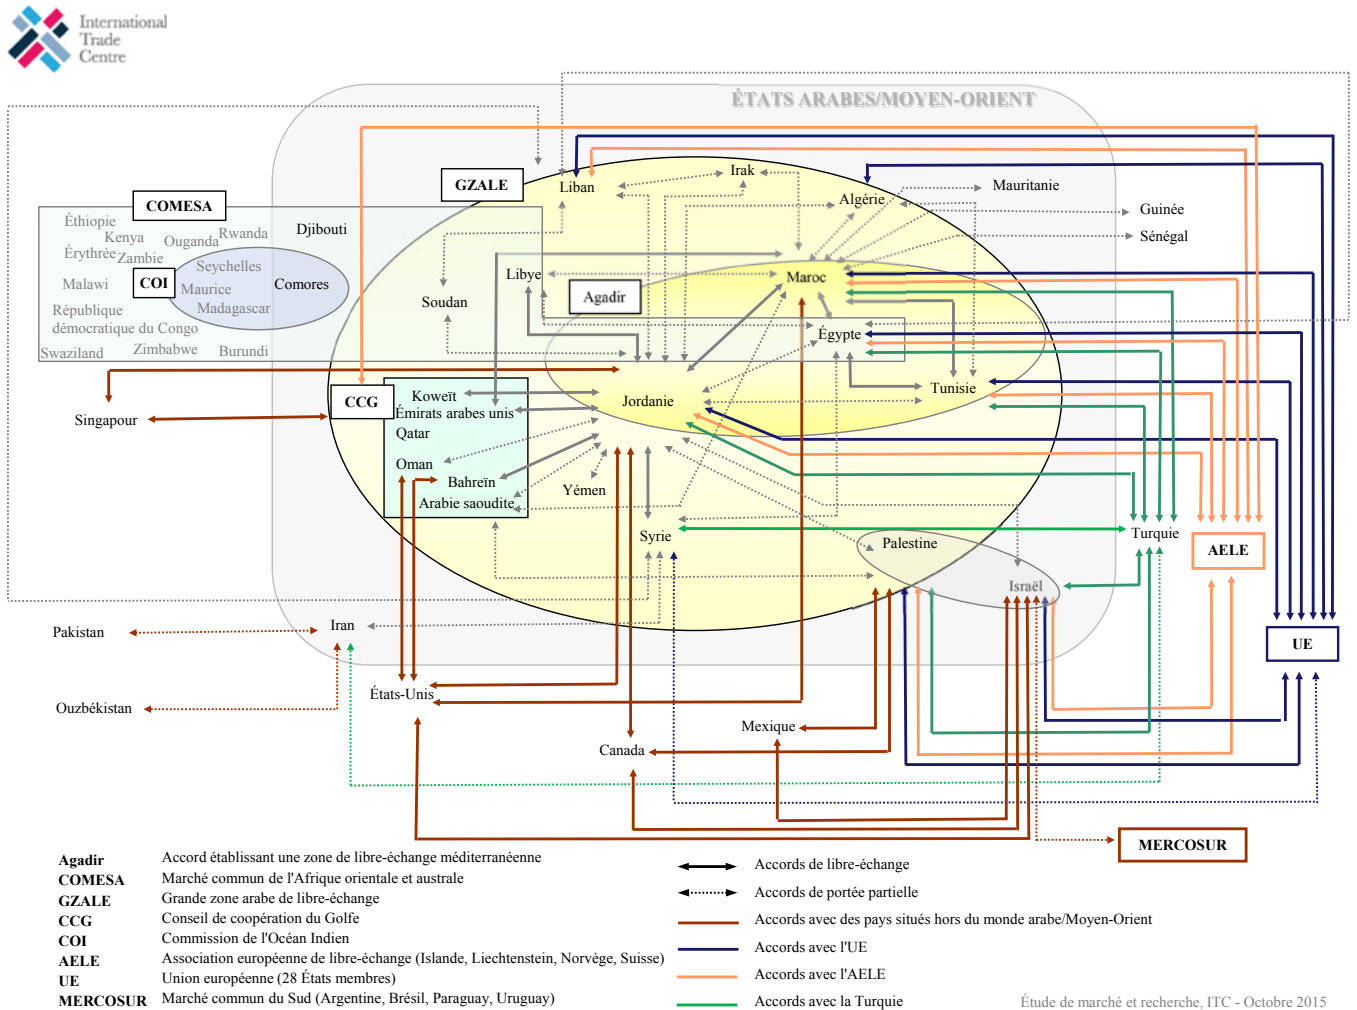 International
Trade
Centre
ÉTATS ARABES/MOYEN-ORIENT
GZALE
Liban
Irak
Algérie
Mauritanie
Guinée
Sénégal
COMESA
Éthiopie
Kenya
Ouganda
Rwanda
Djibouti
Érythrée
Zambie
COI
Seychelles
Malawi
Maurice
Comores
Madagascar
République
démocratique du Congo
Swaziland
Zimbabwe
Burundi
Libye
Soudan
Agadir
Maroc
Égypte
Tunisie
Jordanie
Singapour
CCG
Koweït
Émirats arabes unis
Qatar
Oman
Bahreïn
Arabie saoudite
Yémen
Syrie
Palestine
Israël
Turquie
AELE
UE
Pakistan
Iran
Ouzbékistan
États-Unis
Mexique
Canada
MERCOSUR
Agadir Accord établissant une zone de libre-échange méditerranéenne
COMESA Marché commun de l'Afrique orientale et australe
GZALE Grande zone arabe de libre-échange
CCG Conseil de coopération du Golfe
COI Commission de l'Océan Indien
AELE Association européenne de libre-échange (Islande, Liechtenstein, Norvège, Suisse)
UE Union européenne (28 États membres)
MERCOSUR Marché commun du Sud (Argentine, Brésil, Paraguay, Uruguay)
Accords de libre-échange
Accords de portée partielle
Accords avec des pays situés hors du monde arabe/Moyen-Orient
Accords avec l'UE
Accords avec l'AELE
Accords avec la Turquie
Étude de marché et recherche, ITC - Octobre 2015